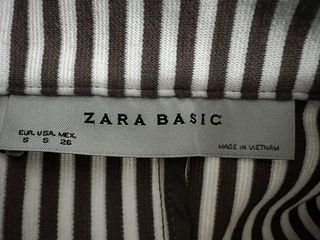 ZARA BASIC
EUR. USA. MEX.
S S 26
MADE IN VIETNAM